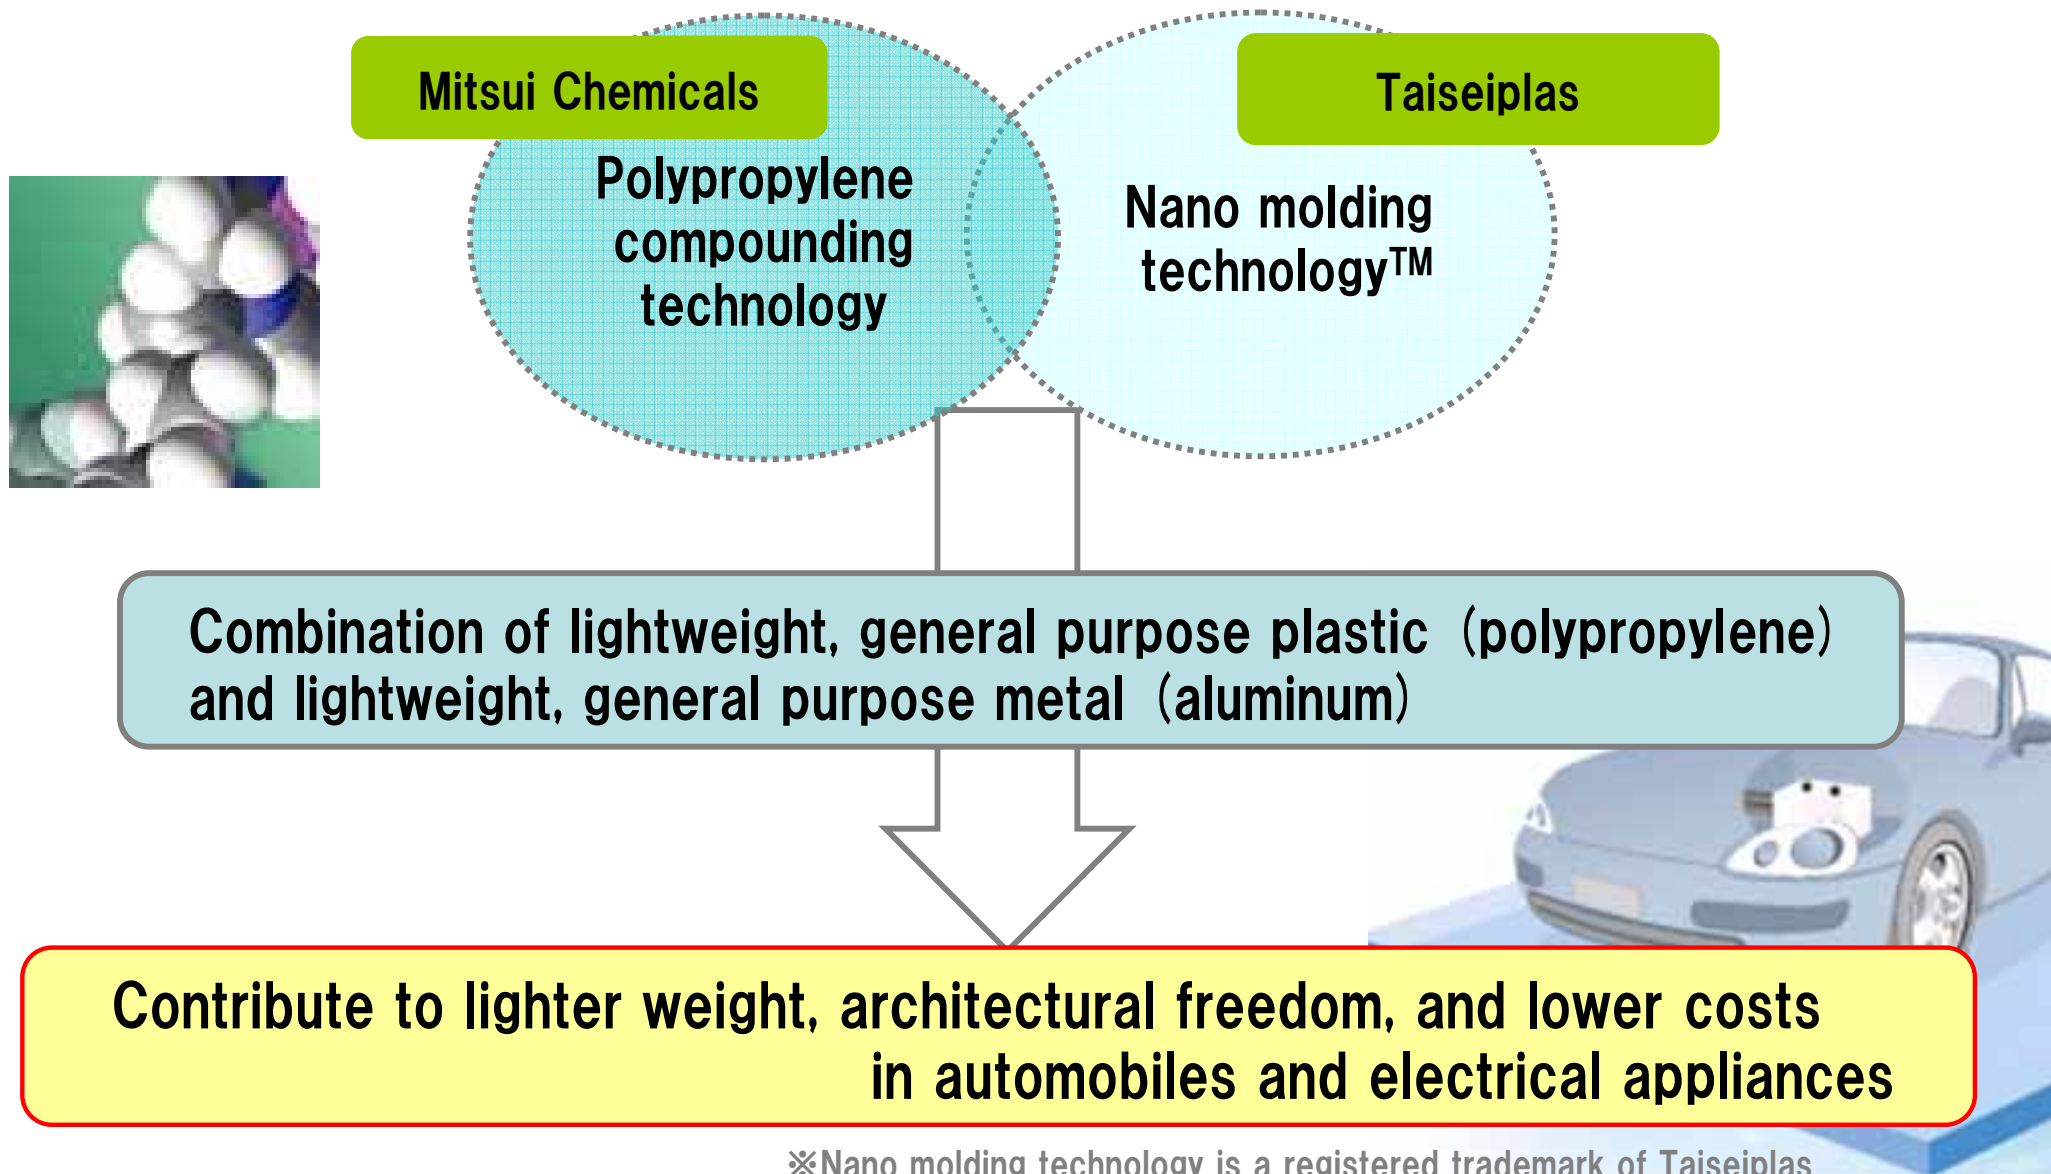 Mitsui Chemicals
Polypropylene
compounding
technology
Taiseiplas
Nano molding
technology™
Combination of lightweight, general purpose plastic (polypropylene)
and lightweight, general purpose metal (aluminum)
Contribute to lighter weight, architectural freedom, and lower costs
in automobiles and electrical appliances
※Nano molding technology is a registered trademark of Taiseiplas